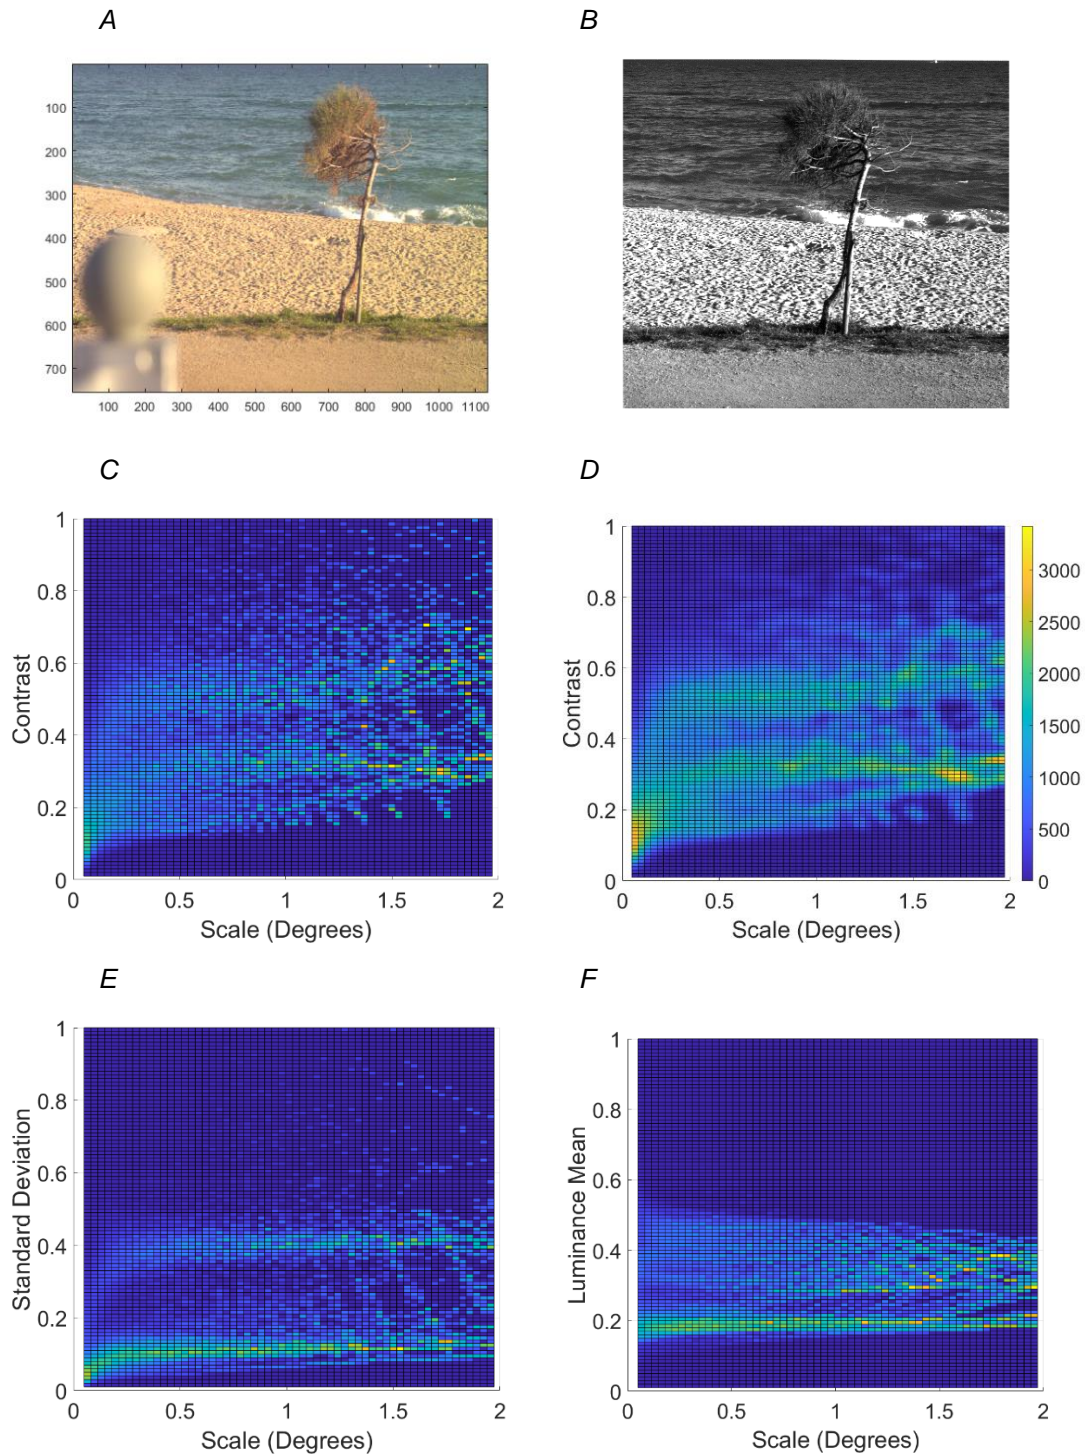 A
B
100
200
300
400
500
600
700
100 200 300 400 500 600 700 800 900 1000 1100
C
D
1
0.8
0.6
0.4
0.2
0
Contrast
0 0.5 1 1.5 2
Scale (Degrees)
1
0.8
0.6
0.4
0.2
0
Contrast
0 0.5 1 1.5 2
Scale (Degrees)
3000
2500
2000
1500
1000
500
0
E
F
1
0.8
0.6
0.4
0.2
0
Standard Deviation
0 0.5 1 1.5 2
Scale (Degrees)
1
0.8
0.6
0.4
0.2
0
Luminance Mean
0 0.5 1 1.5 2
Scale (Degrees)